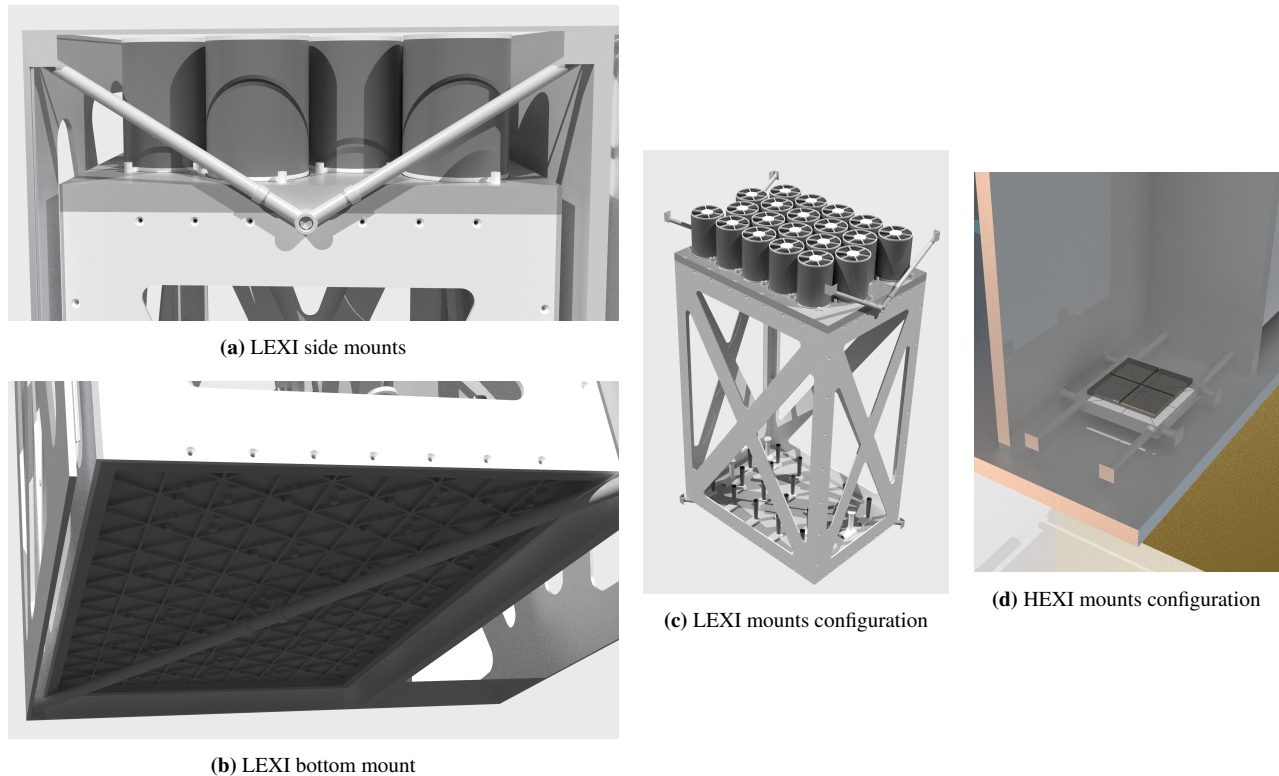 (a) LEXI side mounts
(b) LEXI bottom mount
(c) LEXI mounts configuration
(d) HEXI mounts configuration